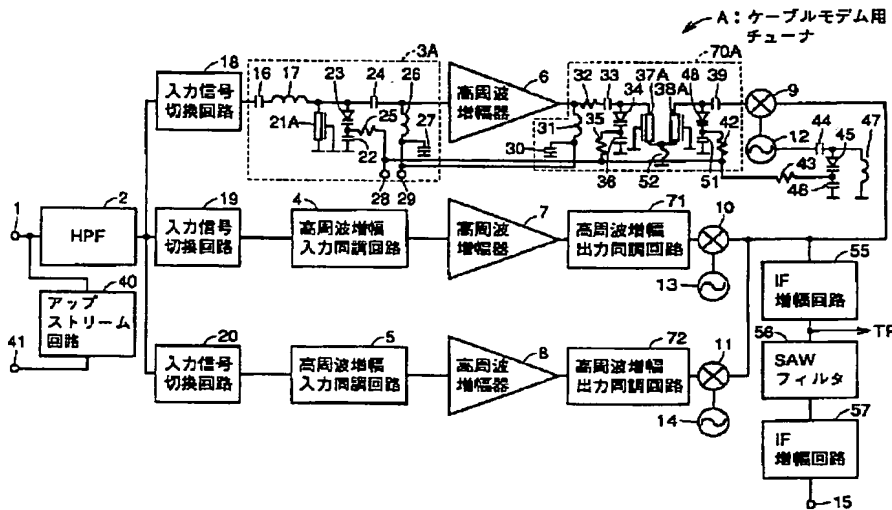 A：ケーブルモデム用
チューナ
18
入力信号
切換回路
16
17
3A
23
24
26
21A
25
22
27
28
29
6
高周波
増幅器
70A
32
33
34
37A
38A
48
39
31
35
30
36
52
51
42
9
12
44
45
47
43
46
1
2
HPF
19
入力信号
切換回路
4
高周波増幅
入力同調回路
7
高周波
増幅器
71
高周波増幅
出力同調回路
10
13
40
アップ
ストリーム
回路
41
20
入力信号
切換回路
5
高周波増幅
入力同調回路
8
高周波
増幅器
72
高周波増幅
出力同調回路
11
14
55
IF
増幅回路
TP
56
SAW
フィルタ
57
IF
増幅回路
15